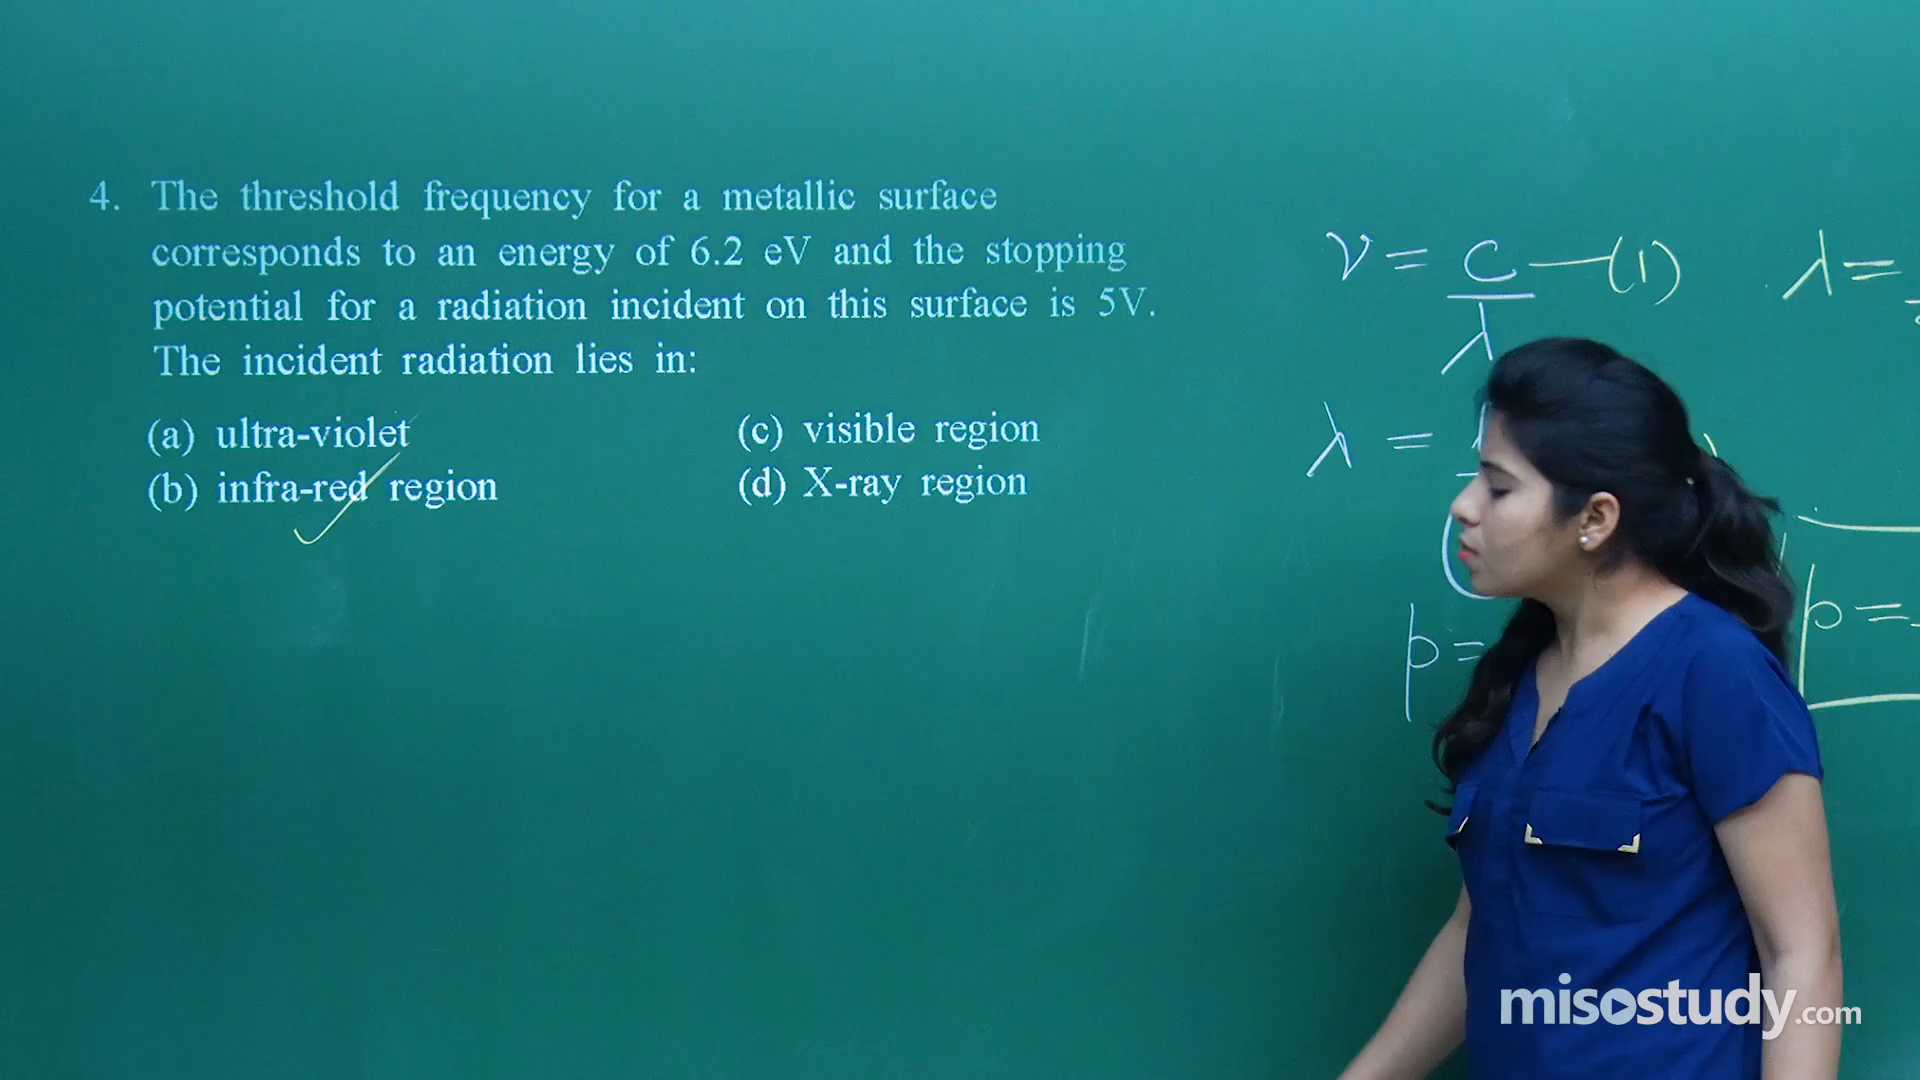 4. The threshold frequency for a metallic surface
corresponds to an energy of 6.2 eV and the stopping
potential for a radiation incident on this surface is 5V.
The incident radiation lies in:
(a) ultra-violet
(c) visible region
(b) infra-red region
(d) X-ray region
ν = c/λ —(1)
λ =
λ =
p =
p =
misostudy.com